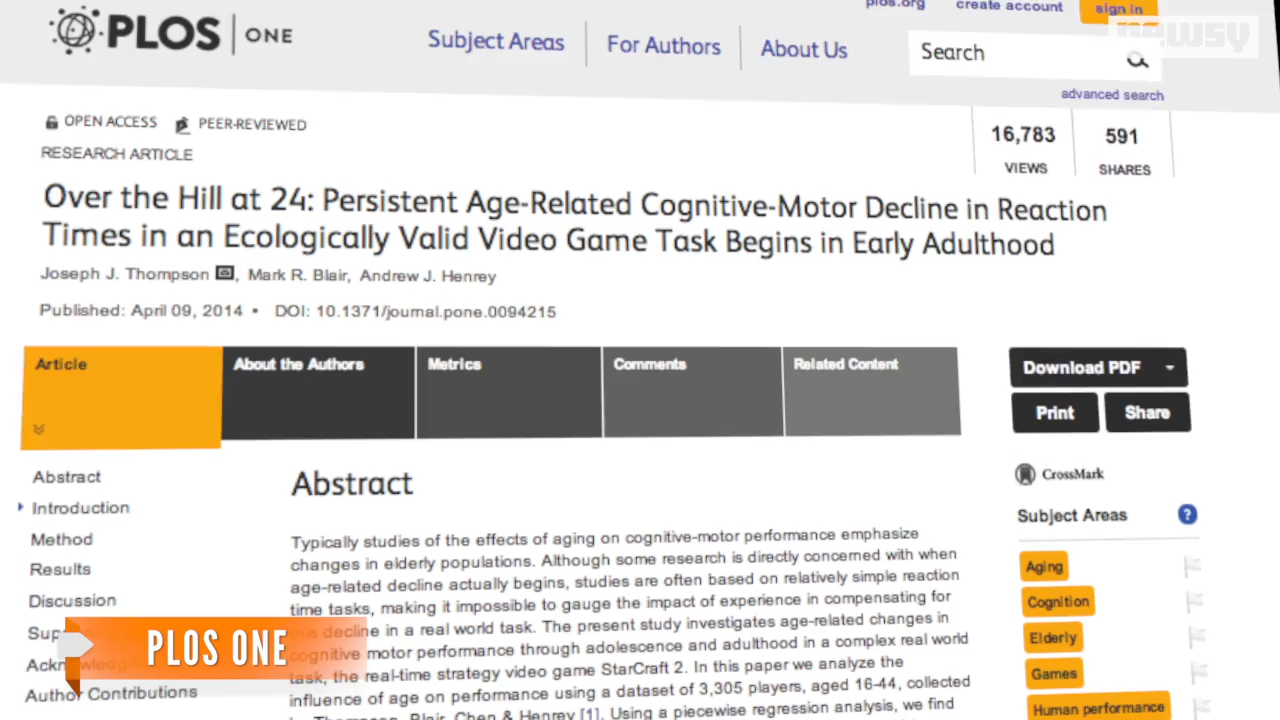 PLOS ONE
plos.org create account sign in
newsy
Subject Areas For Authors About Us
Search
advanced search
OPEN ACCESS PEER-REVIEWED
RESEARCH ARTICLE
16,783 591
VIEWS SHARES
Over the Hill at 24: Persistent Age-Related Cognitive-Motor Decline in Reaction
Times in an Ecologically Valid Video Game Task Begins in Early Adulthood
Joseph J. Thompson, Mark R. Blair, Andrew J. Henrey
Published: April 09, 2014 • DOI: 10.1371/journal.pone.0094215
Article About the Authors Metrics Comments Related Content
Download PDF
Print Share
CrossMark
Subject Areas ?
Aging
Cognition
Elderly
Games
Human performance
Abstract
Introduction
Method
Results
Discussion
Author Contributions
Abstract
Typically studies of the effects of aging on cognitive-motor performance emphasize
changes in elderly populations. Although some research is directly concerned with when
age-related decline actually begins, studies are often based on relatively simple reaction
time tasks, making it impossible to gauge the impact of experience in compensating for
this decline in a real world task. The present study investigates age-related changes in
cognitive motor performance through adolescence and adulthood in a complex real world
task, the real-time strategy video game StarCraft 2. In this paper we analyze the
influence of age on performance using a dataset of 3,305 players, aged 16-44, collected
by Thompson, Blair, Chen & Henrey [1]. Using a piecewise regression analysis, we find
PLOS ONE